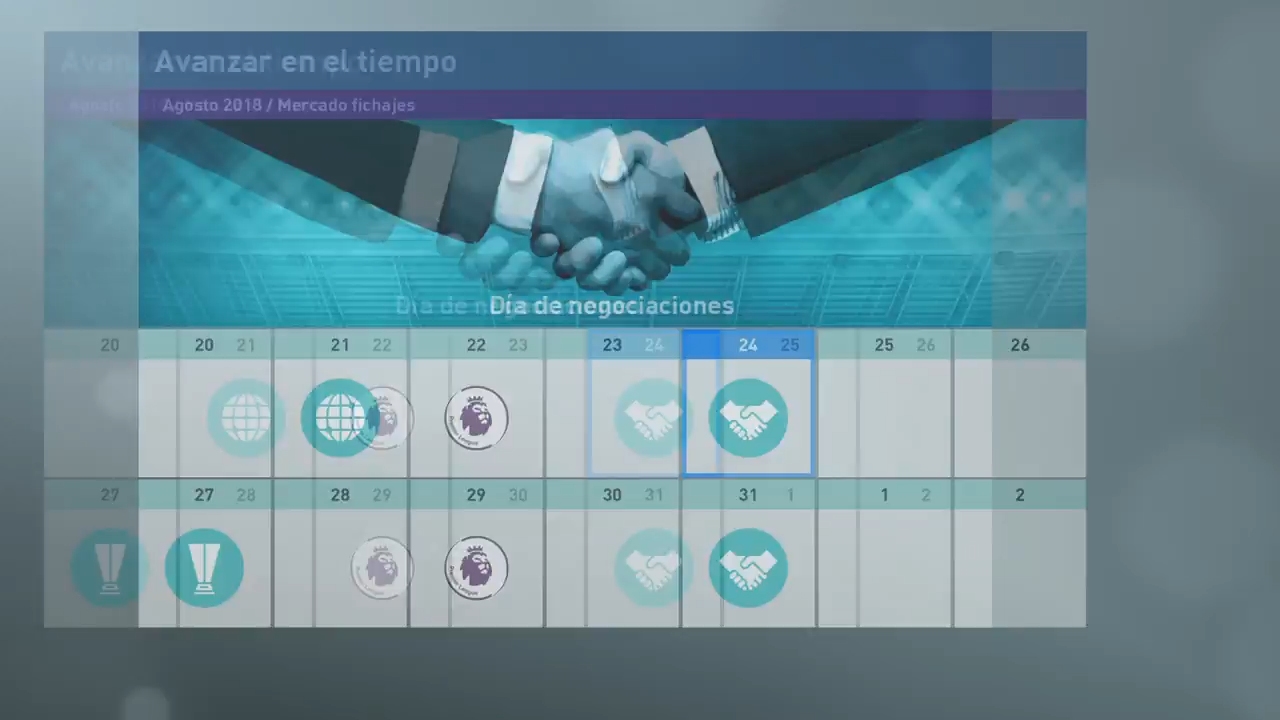 Avanzar en el tiempo
Agosto 2018 / Mercado fichajes
Día de negociaciones
20 20 21 21 22 22 23 23 24 24 25 25 26 26
27 27 28 28 29 29 30 30 31 31 1 1 2 2